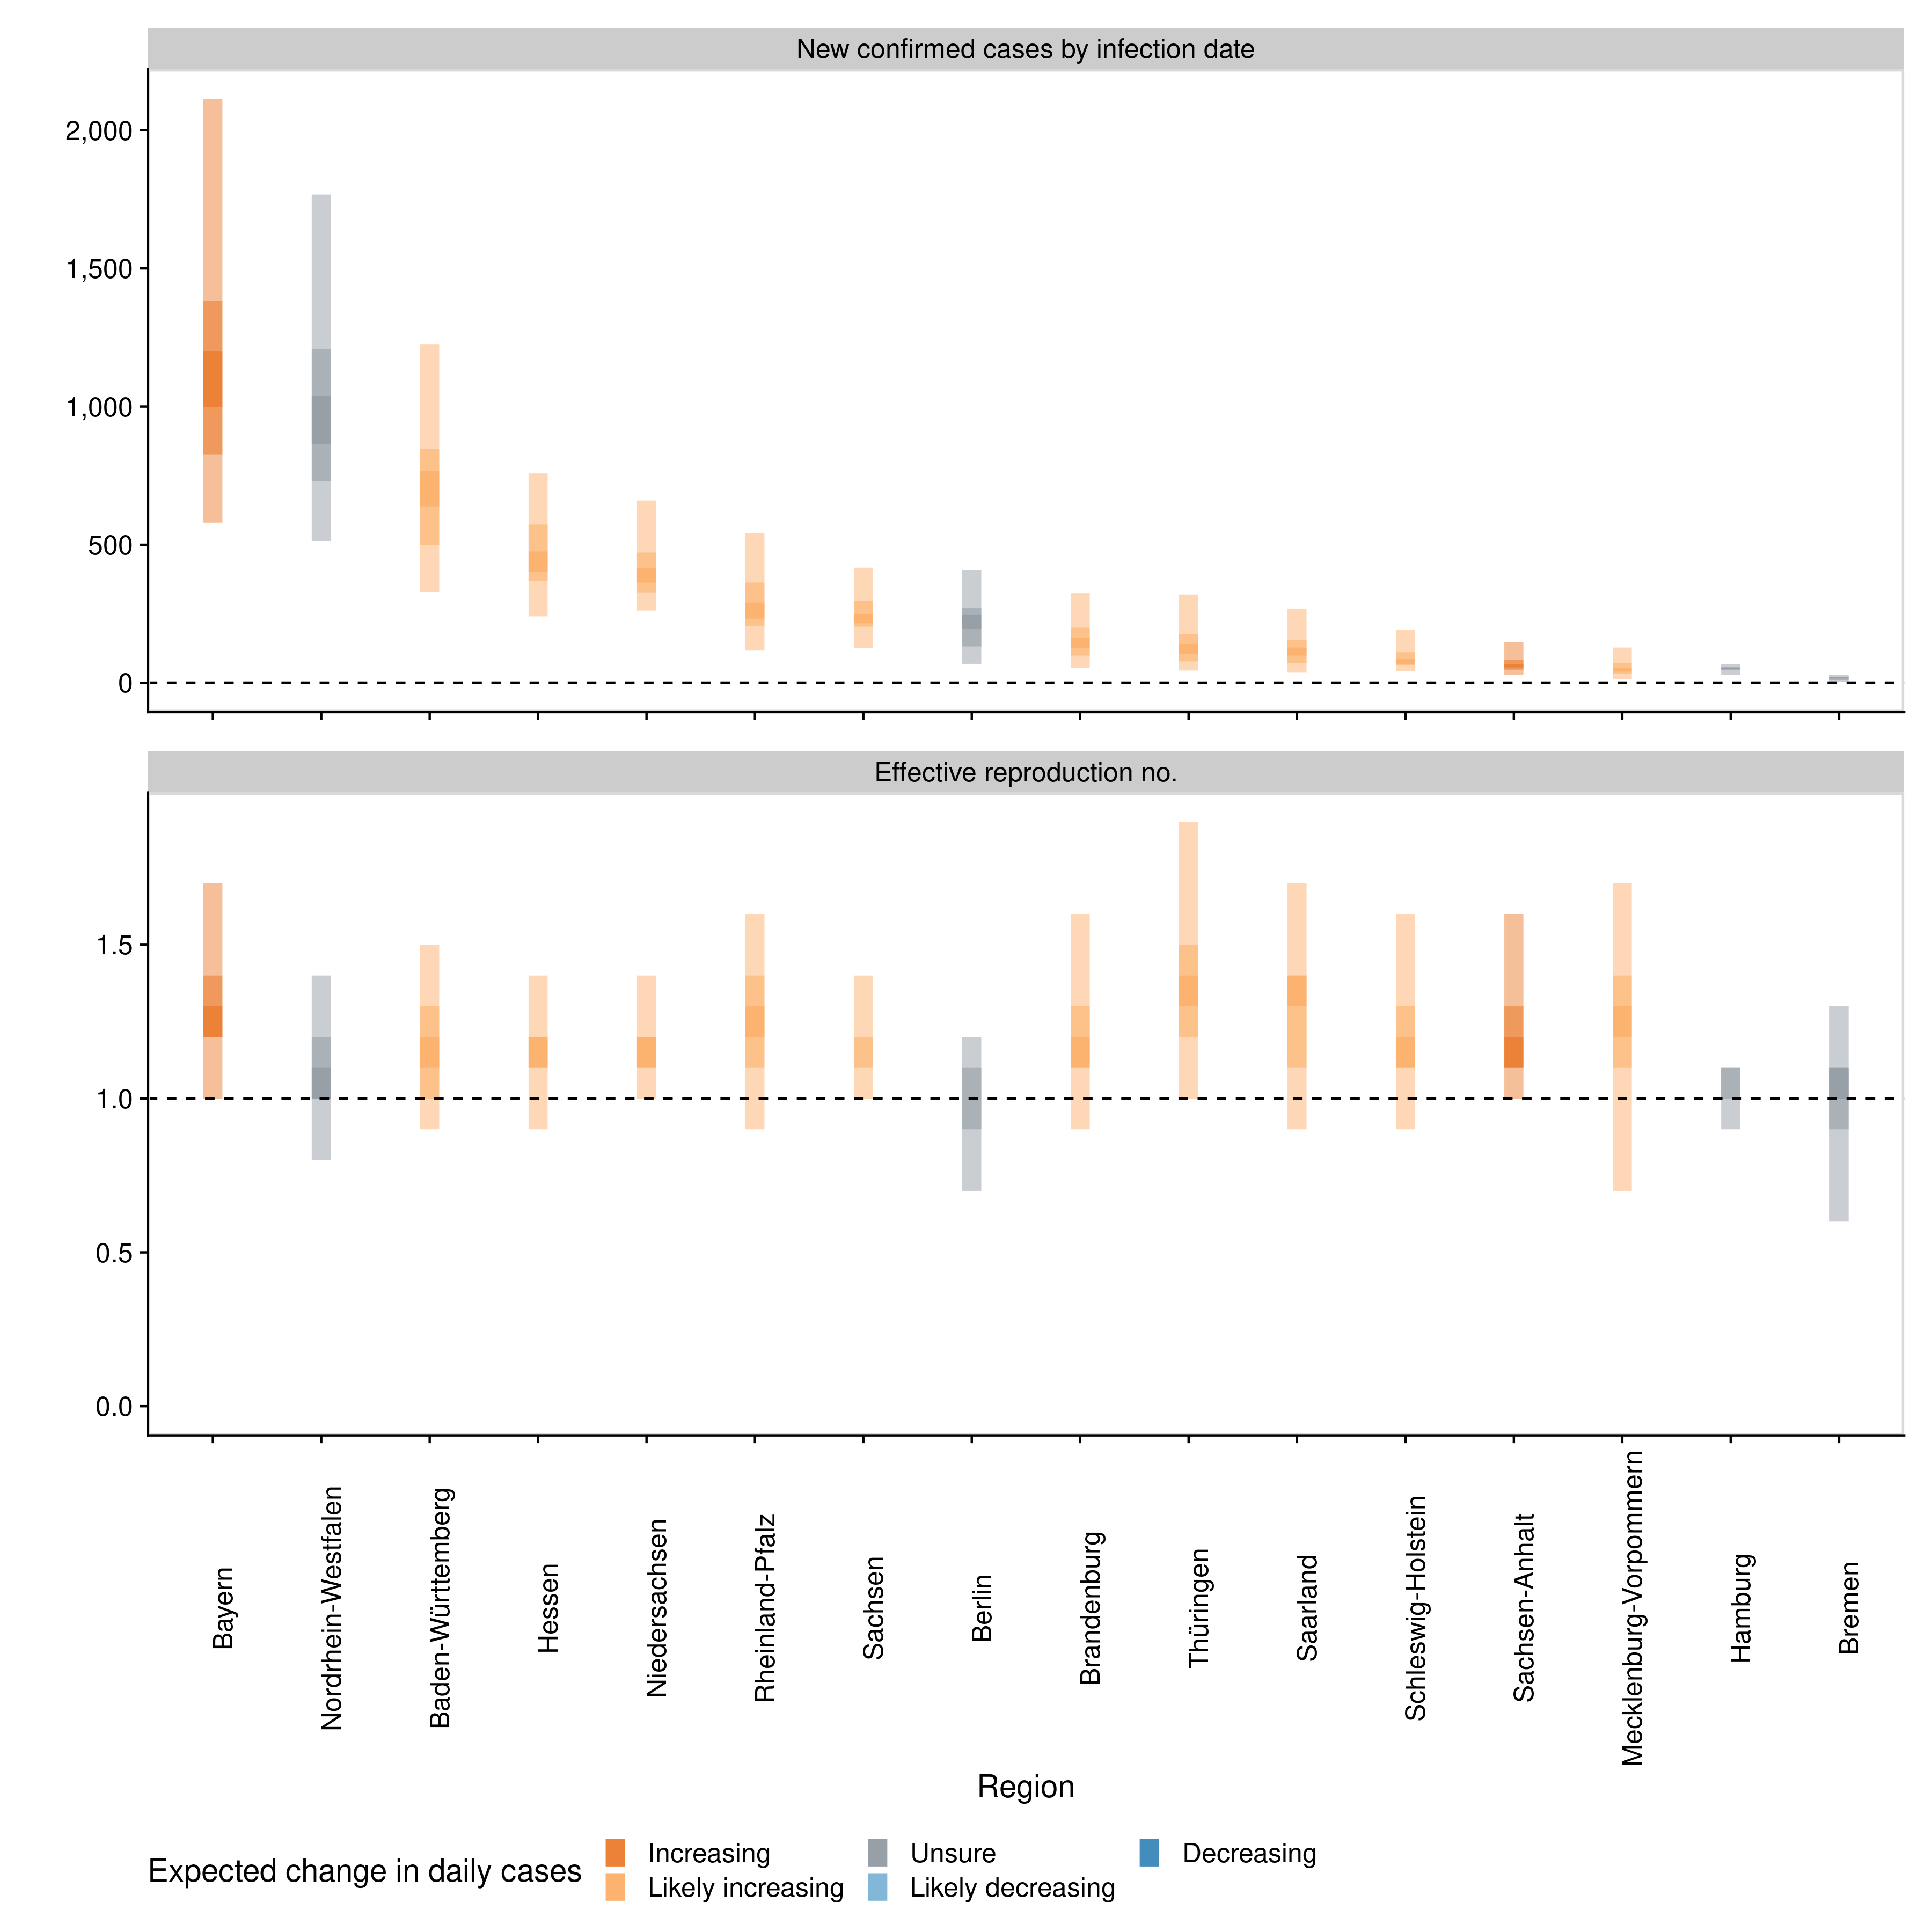 New confirmed cases by infection date
2,000
1,500
1,000
500
0
Effective reproduction no.
1.5
1.0
0.5
0.0
Bayern
Nordrhein-Westfalen
Baden-Württemberg
Hessen
Niedersachsen
Rheinland-Pfalz
Sachsen
Berlin
Brandenburg
Thüringen
Saarland
Schleswig-Holstein
Sachsen-Anhalt
Mecklenburg-Vorpommern
Hamburg
Bremen
Region
Expected change in daily cases
Increasing
Likely increasing
Unsure
Likely decreasing
Decreasing